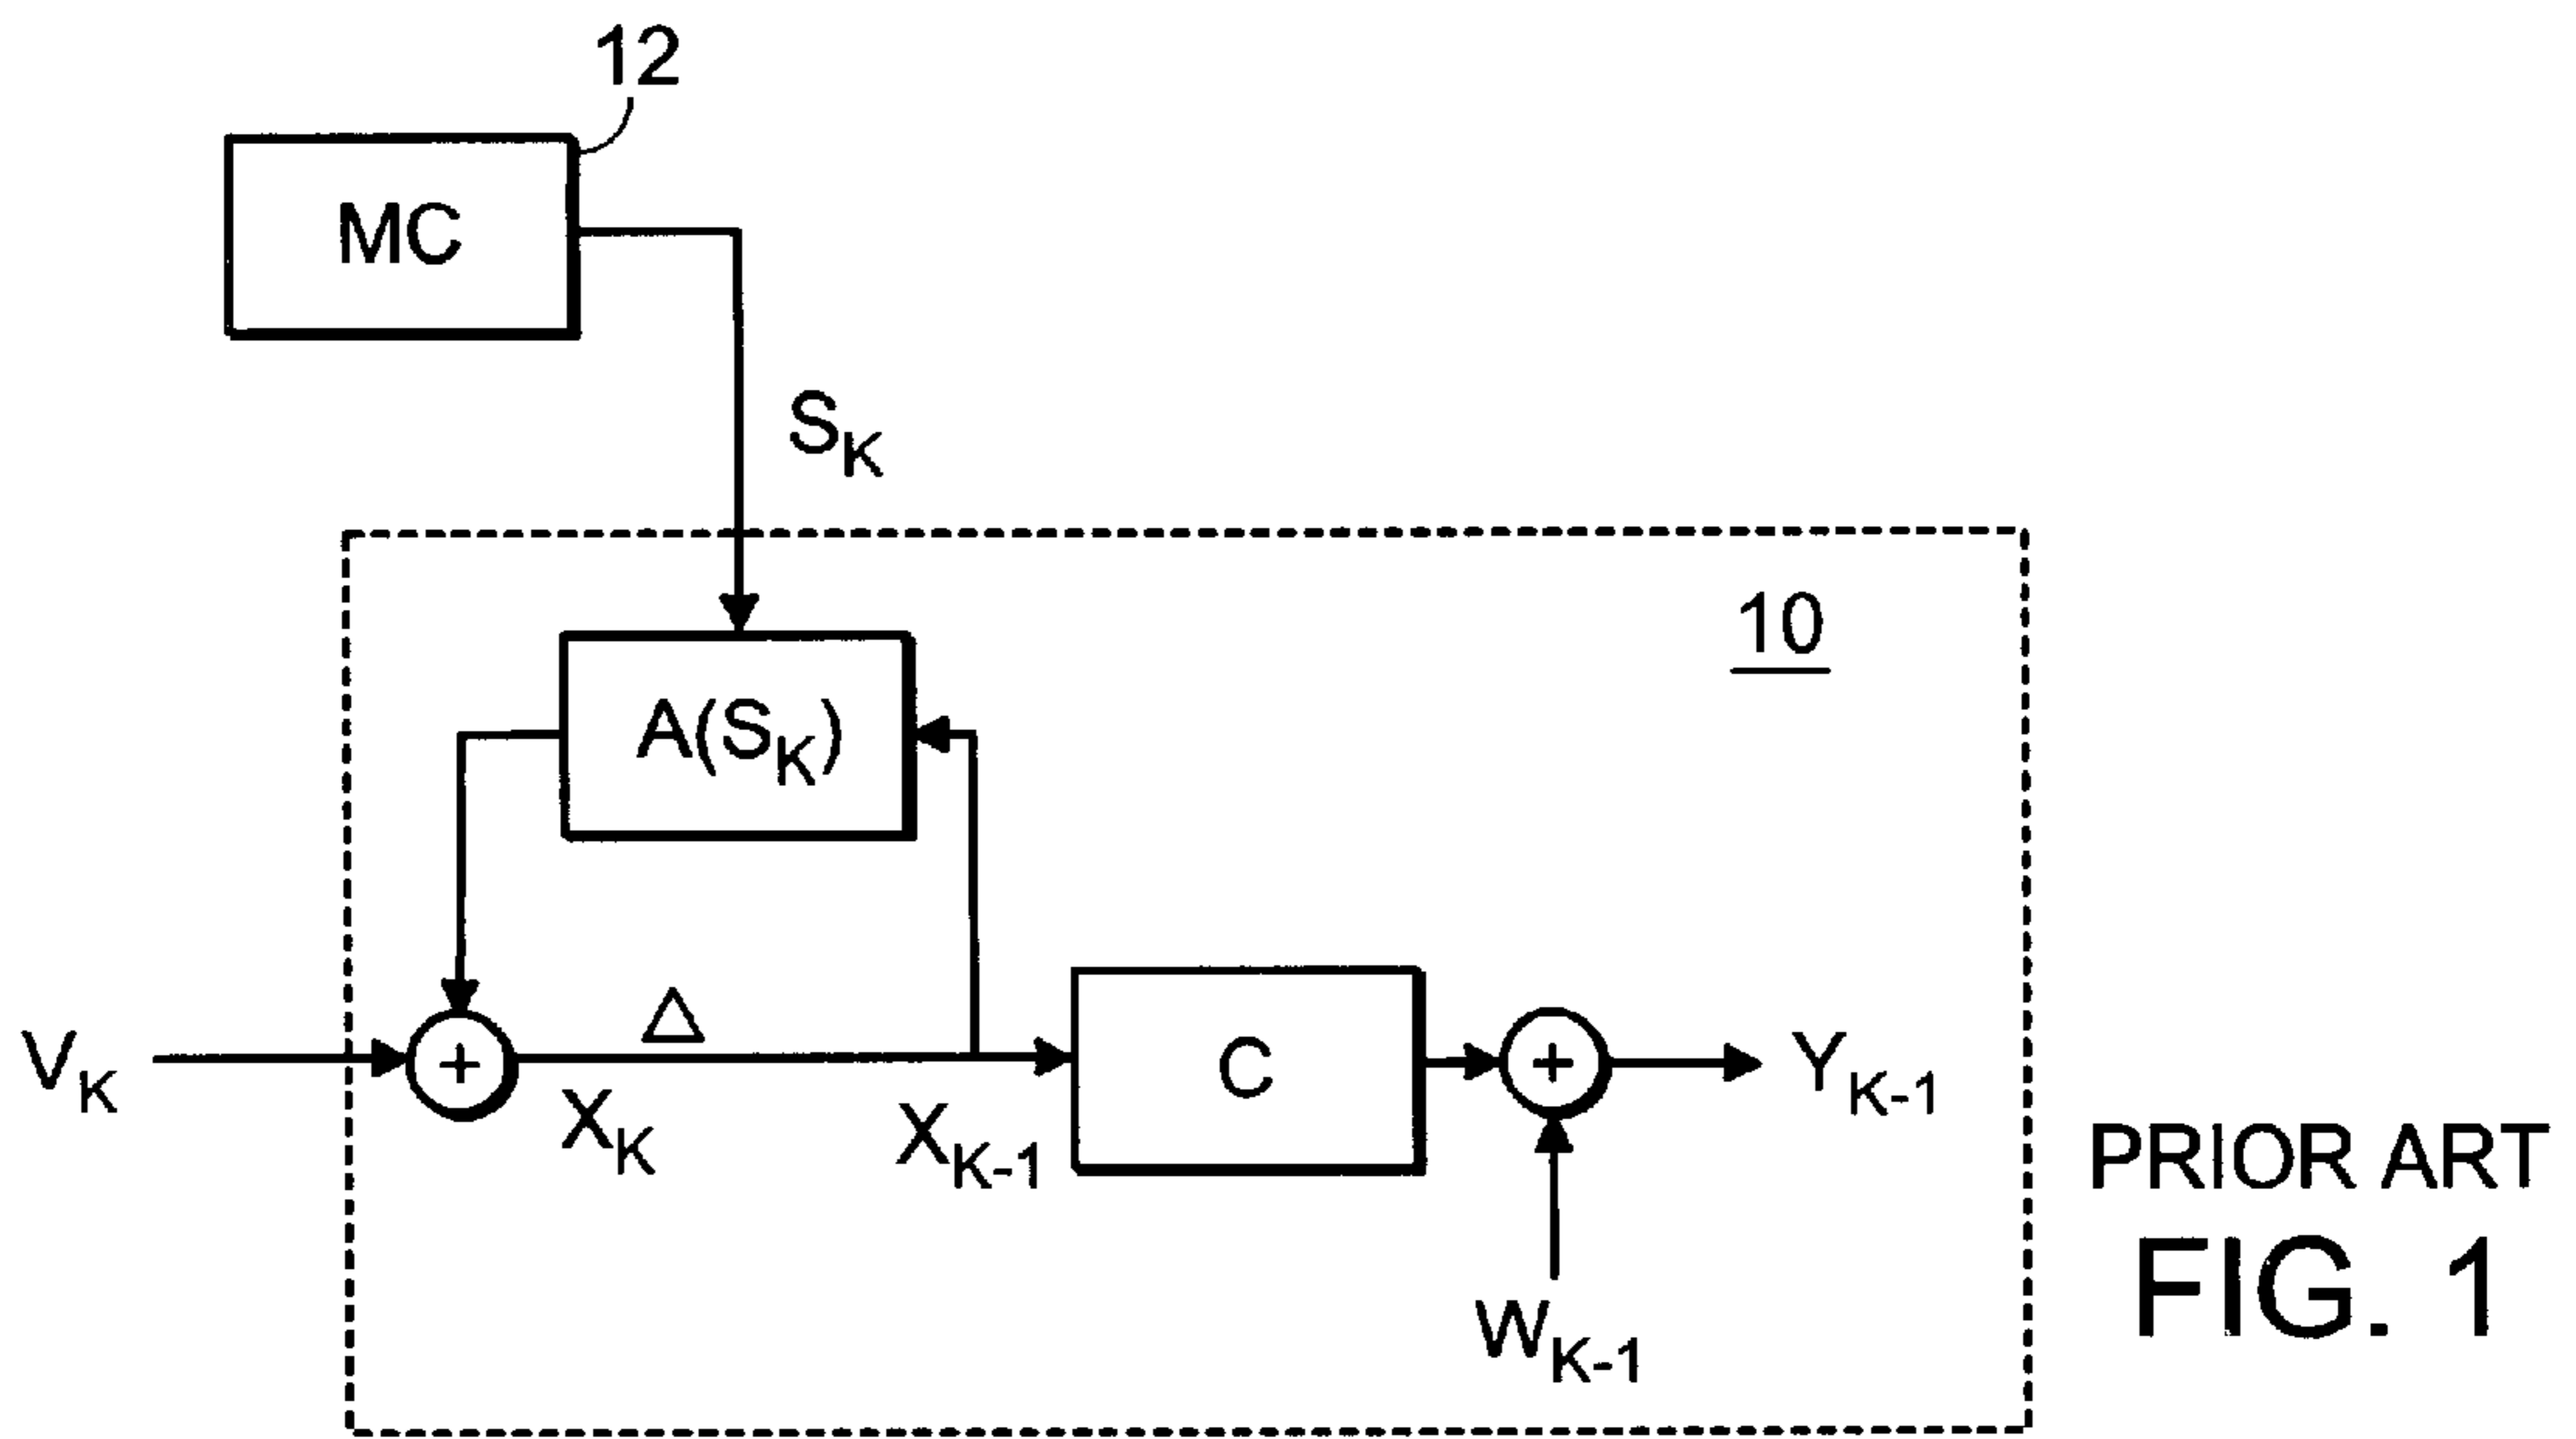 12
MC
S_K
10
A(S_K)
Δ
V_K
+
X_K
X_K-1
C
+
Y_K-1
W_K-1
PRIOR ART
FIG. 1